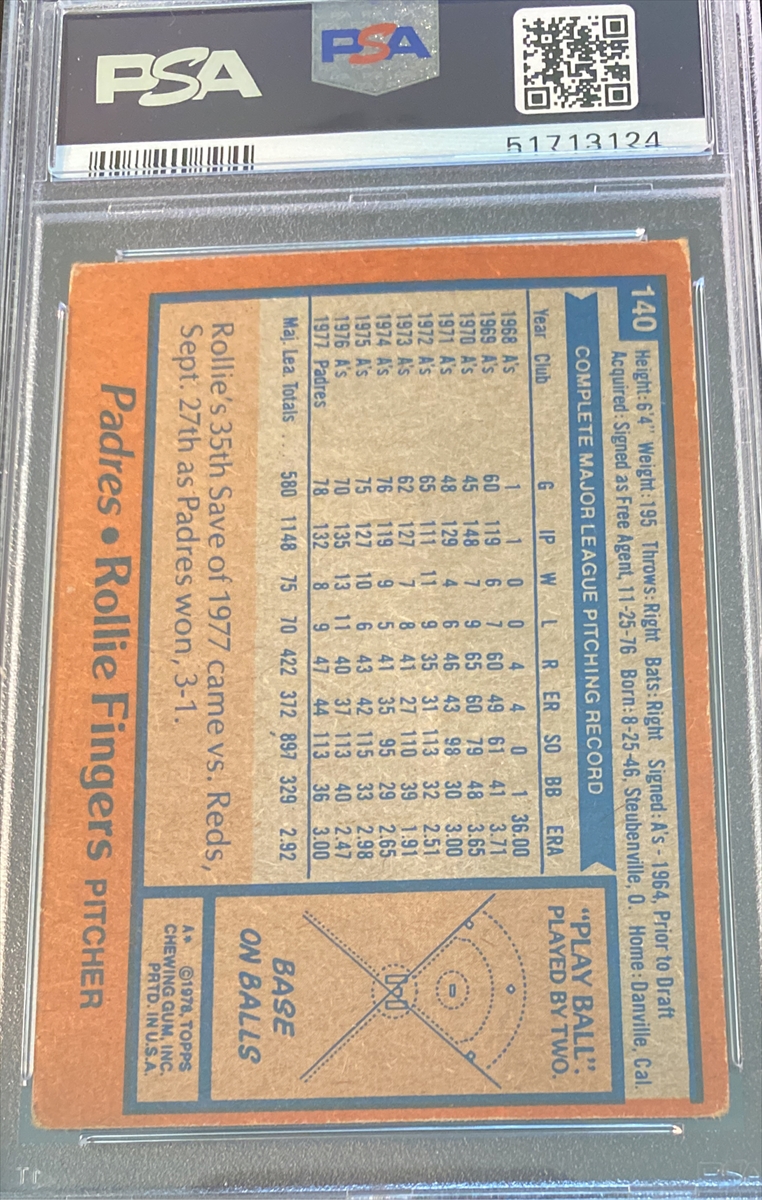 PSA
PSA
51713124
140
Height: 6'4" Weight: 195 Throws: Right Bats: Right Signed: A's - 1964, Prior to Draft
Acquired: Signed as Free Agent, 11-25-76 Born: 8-25-46, Steubenville, O. Home: Danville, Cal.
COMPLETE MAJOR LEAGUE PITCHING RECORD
Year Club G IP W L R ER SO BB ERA
1968 A's 1 1 0 0 4 4 0 1 36.00
1969 A's 60 119 6 7 60 49 61 41 3.71
1970 A's 45 148 7 9 65 60 79 48 3.65
1971 A's 48 129 4 6 46 43 98 30 3.00
1972 A's 65 111 11 9 35 31 113 32 2.51
1973 A's 62 127 7 8 41 27 110 39 1.91
1974 A's 76 119 9 5 41 35 95 29 2.65
1975 A's 75 127 10 6 43 42 115 33 2.98
1976 A's 70 135 13 11 40 37 113 40 2.47
1977 Padres 78 132 8 9 47 44 113 36 3.00
Maj. Lea. Totals ... 580 1148 75 70 422 372 897 329 2.92
Rollie's 35th Save of 1977 came vs. Reds,
Sept. 27th as Padres won, 3-1.
"PLAY BALL":
PLAYED BY TWO.
BASE
ON BALLS
Padres • Rollie Fingers PITCHER
A* ©1978, TOPPS
CHEWING GUM, INC.
PRTD. IN U.S.A.